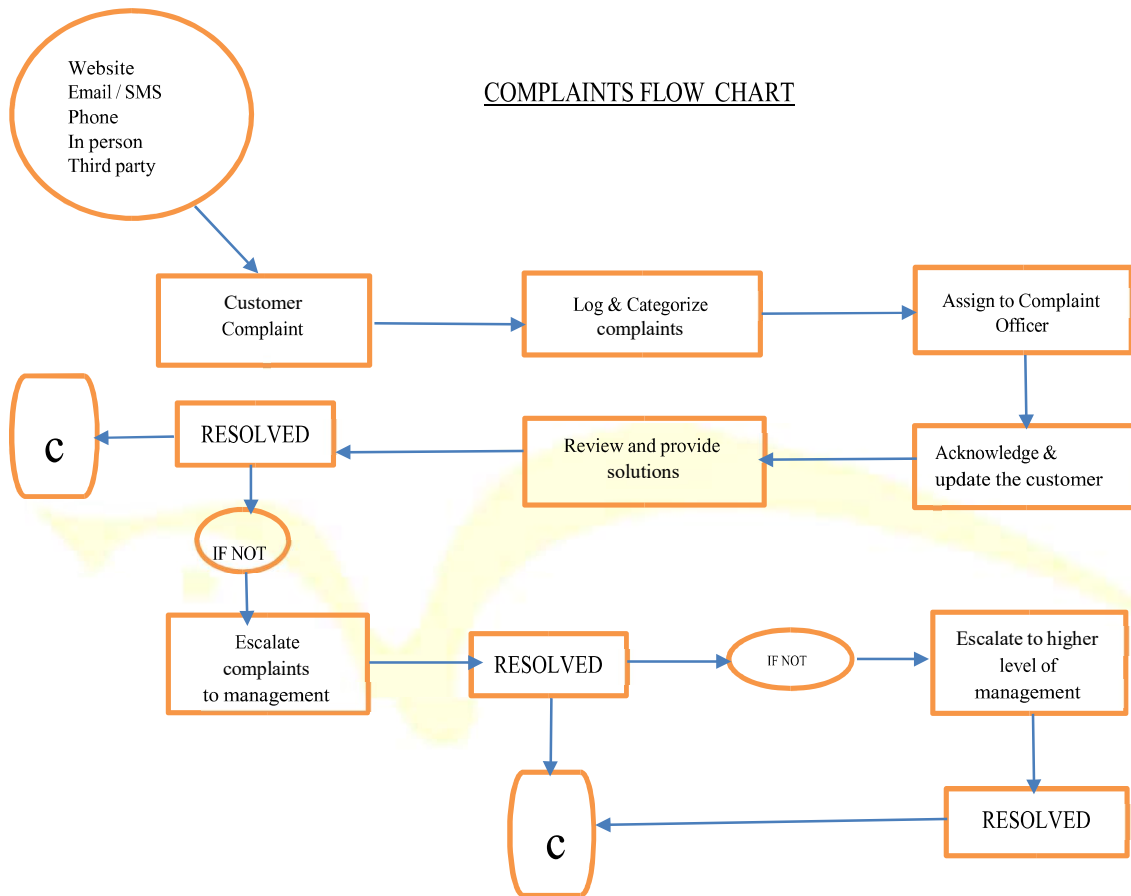 Website
Email / SMS
Phone
In person
Third party
COMPLAINTS FLOW CHART
Customer
Complaint
Log & Categorize
complaints
Assign to Complaint
Officer
c
RESOLVED
Review and provide
solutions
Acknowledge &
update the customer
IF NOT
Escalate
complaints
to management
RESOLVED
IF NOT
Escalate to higher
level of
management
c
RESOLVED